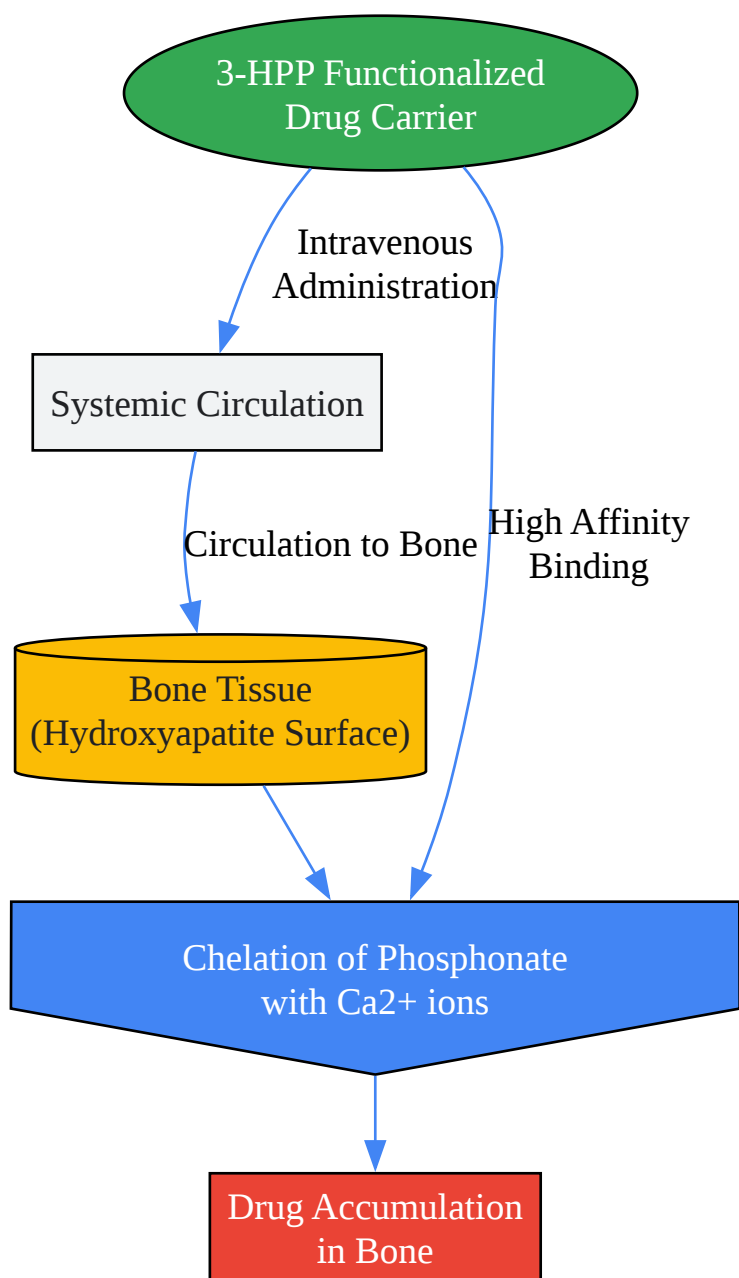 3-HPP Functionalized
Drug Carrier
Intravenous
Administration
Systemic Circulation
Circulation to Bone
High Affinity
Binding
Bone Tissue
(Hydroxyapatite Surface)
Chelation of Phosphonate
with Ca2+ ions
Drug Accumulation
in Bone